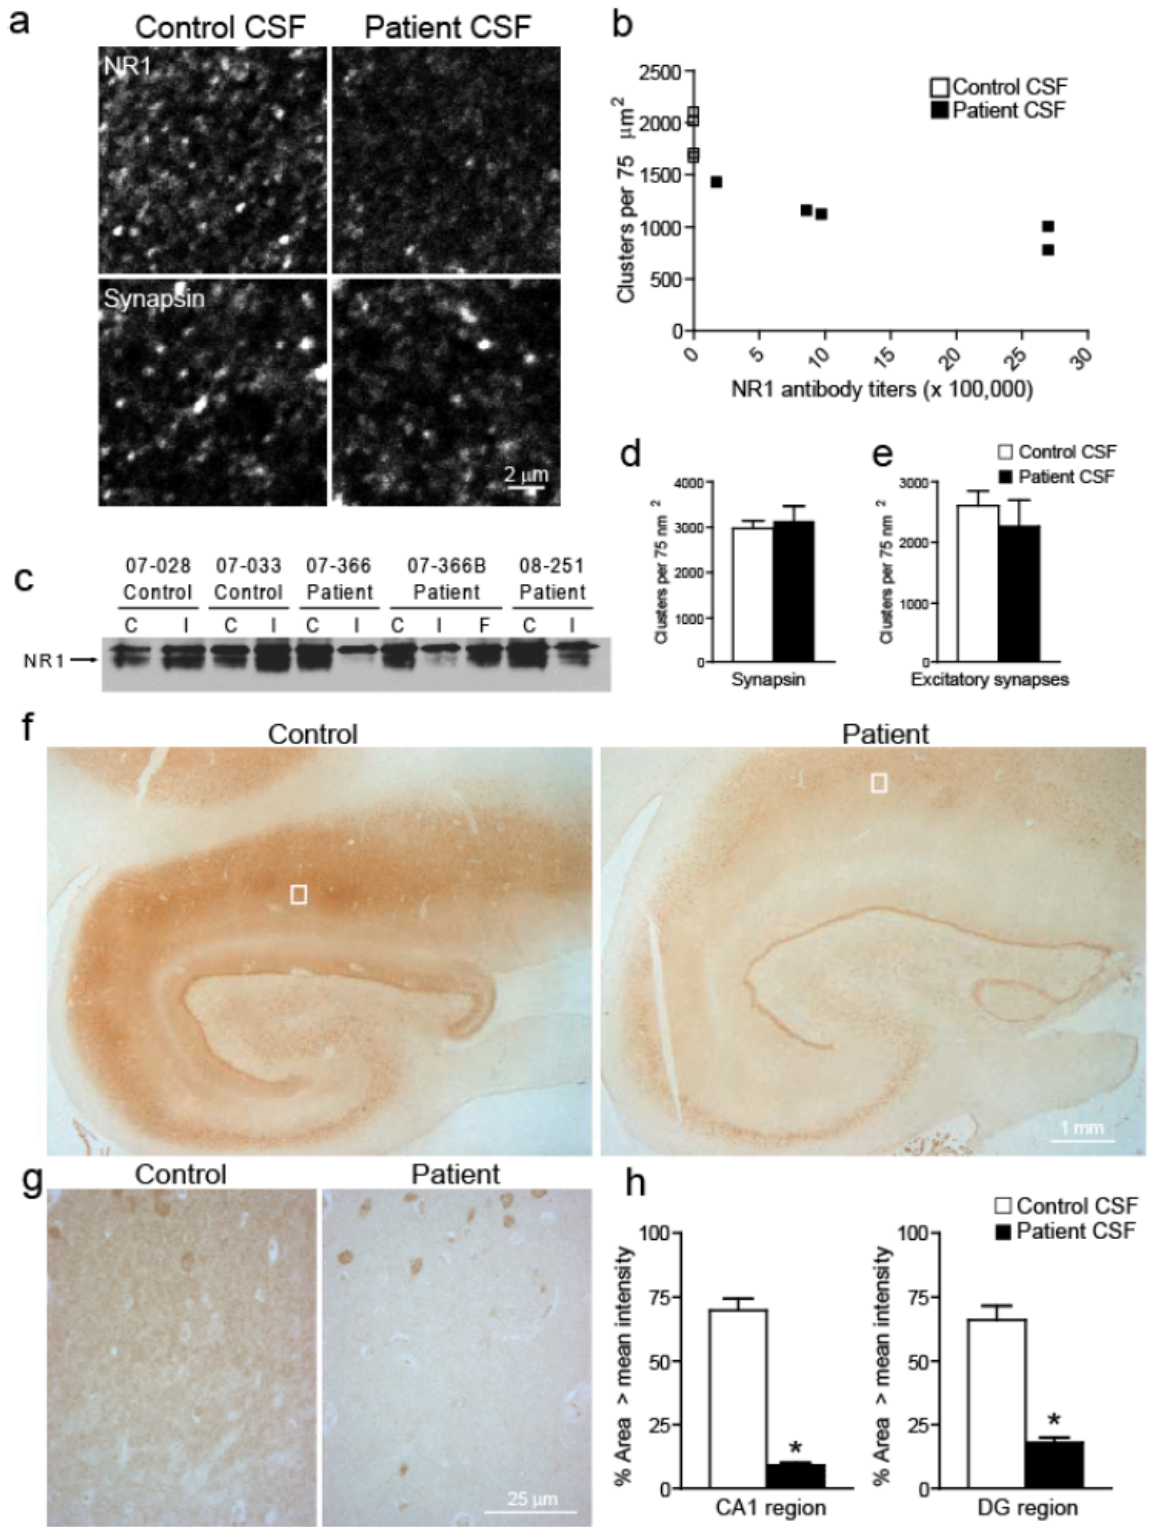 a
Control CSF Patient CSF
NR1
Synapsin
2 μm
b
Control CSF
Patient CSF
Clusters per 75 μm2
2500
2000
1500
1000
500
0
0 5 10 15 20 25 30
NR1 antibody titers (x 100,000)
c
07-028 07-033 07-366 07-366B 08-251
Control Control Patient Patient Patient
C I C I C I C I F C I
NR1
d
Clusters per 75 nm 2
4000
3000
2000
1000
0
Synapsin
e
Control CSF
Patient CSF
Clusters per 75 nm 2
3000
2000
1000
0
Excitatory synapses
f
Control Patient
1 mm
g
Control Patient
25 μm
h
Control CSF
Patient CSF
% Area > mean intensity
100
75
50
25
0
*
CA1 region
% Area > mean intensity
100
75
50
25
0
*
DG region